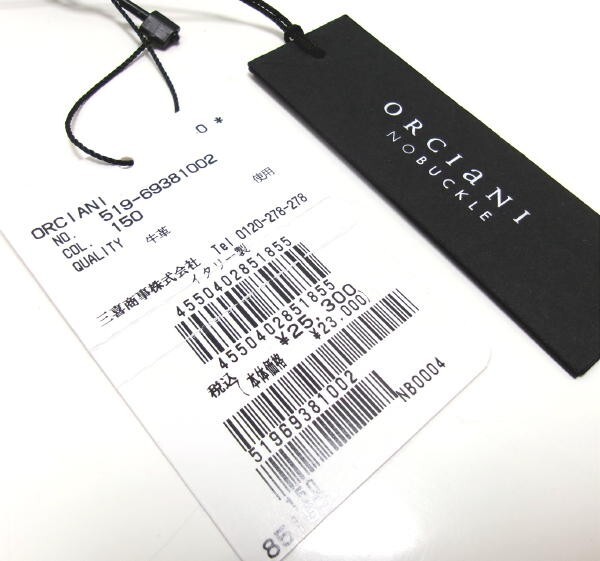 O *
ORCIANI
NO. 519-69381002
COL. 150 使用
QUALITY 牛革
三喜商事株式会社 Tel 0120-278-278
イタリー製
4550402851855
4550402851855
税込 ¥25,300
(本体価格 ¥23,000)
51969381002 NB0004
150
85
ORCIANI
NOBUCKLE